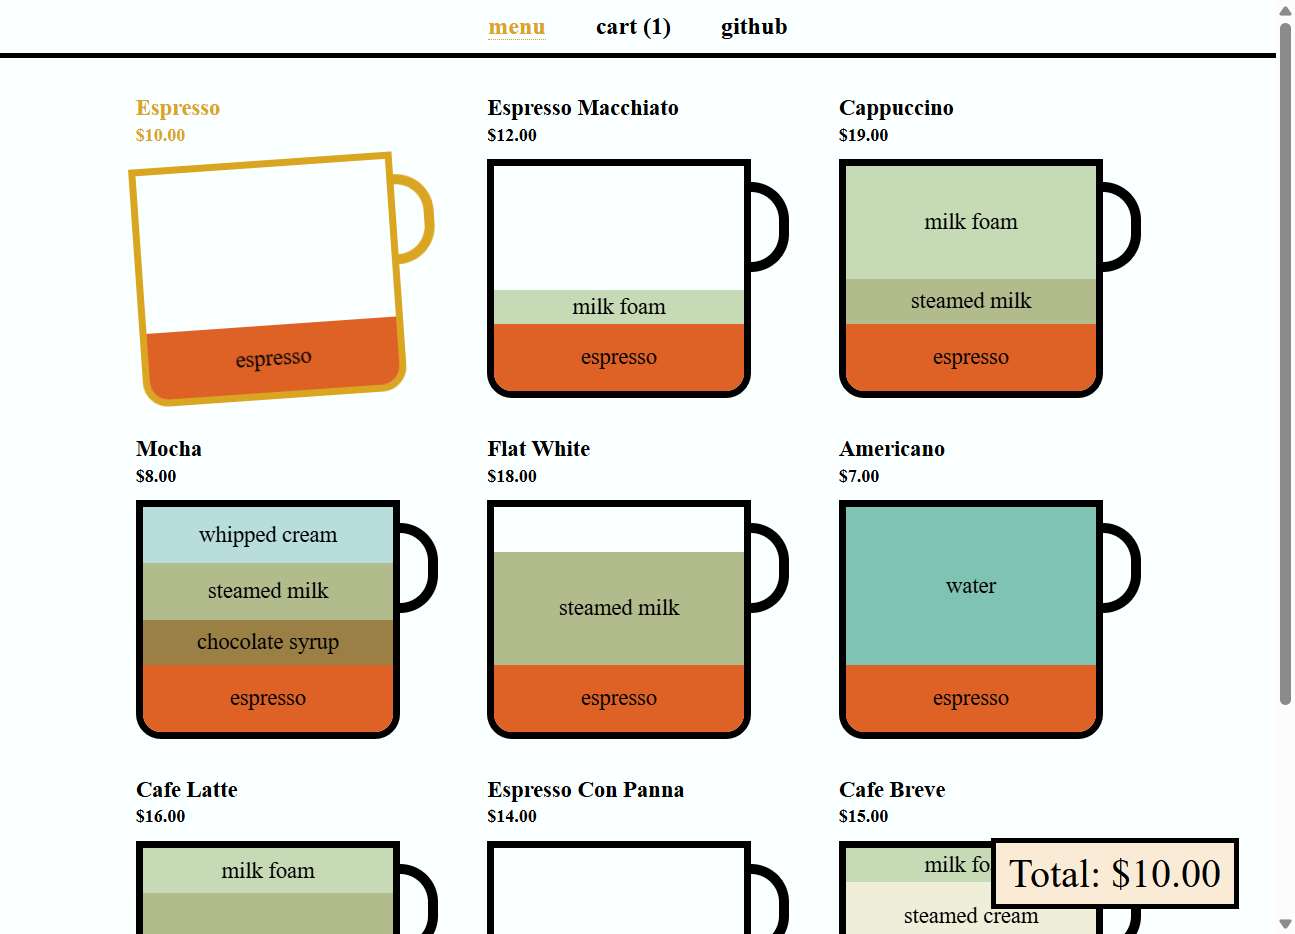 menu cart (1) github
Espresso
$10.00
espresso
Espresso Macchiato
$12.00
milk foam
espresso
Cappuccino
$19.00
milk foam
steamed milk
espresso
Mocha
$8.00
whipped cream
steamed milk
chocolate syrup
espresso
Flat White
$18.00
steamed milk
espresso
Americano
$7.00
water
espresso
Cafe Latte
$16.00
milk foam
Espresso Con Panna
$14.00
Cafe Breve
$15.00
milk fo
steamed cream
Total: $10.00